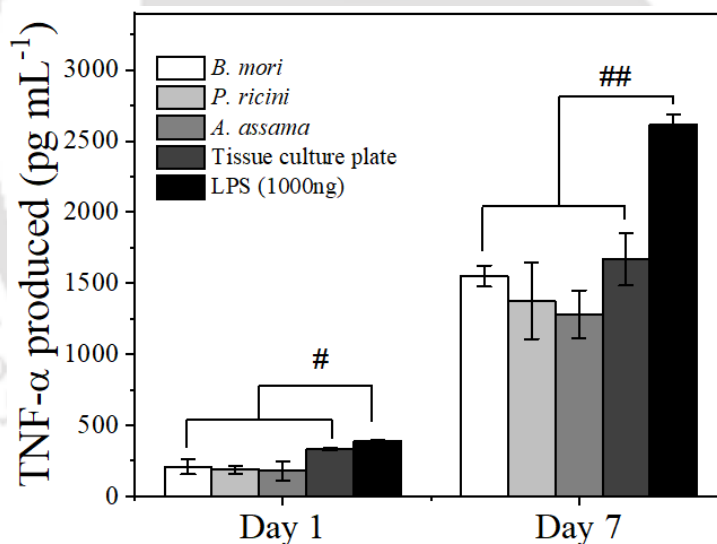 TNF-α produced (pg mL⁻¹)
3000
2500
2000
1500
1000
500
0
B. mori
P. ricini
A. assama
Tissue culture plate
LPS (1000ng)
#
##
Day 1
Day 7